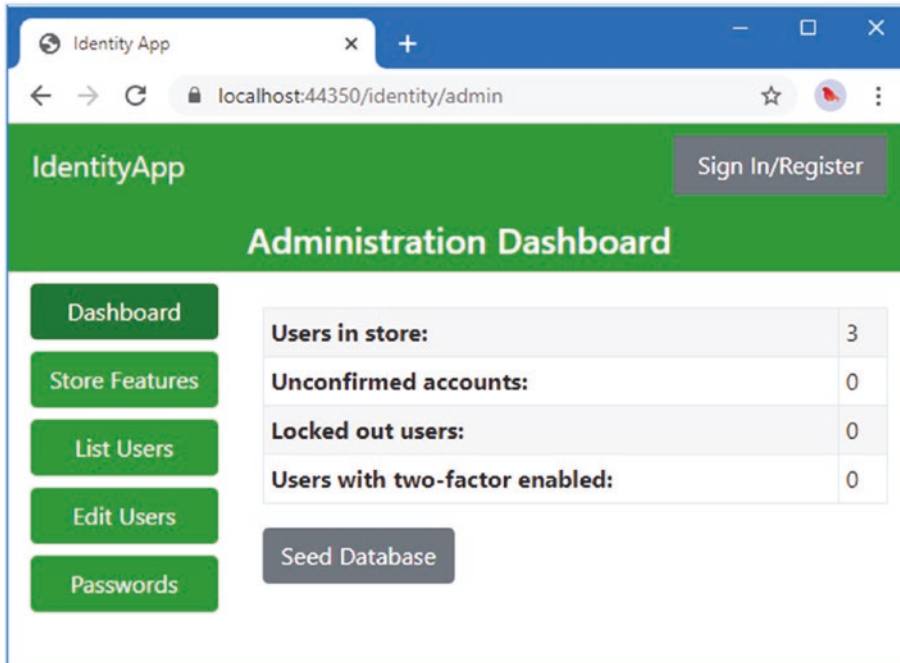 Identity App
localhost:44350/identity/admin
IdentityApp
Sign In/Register
Administration Dashboard
Dashboard
Store Features
List Users
Edit Users
Passwords
Users in store: 3
Unconfirmed accounts: 0
Locked out users: 0
Users with two-factor enabled: 0
Seed Database